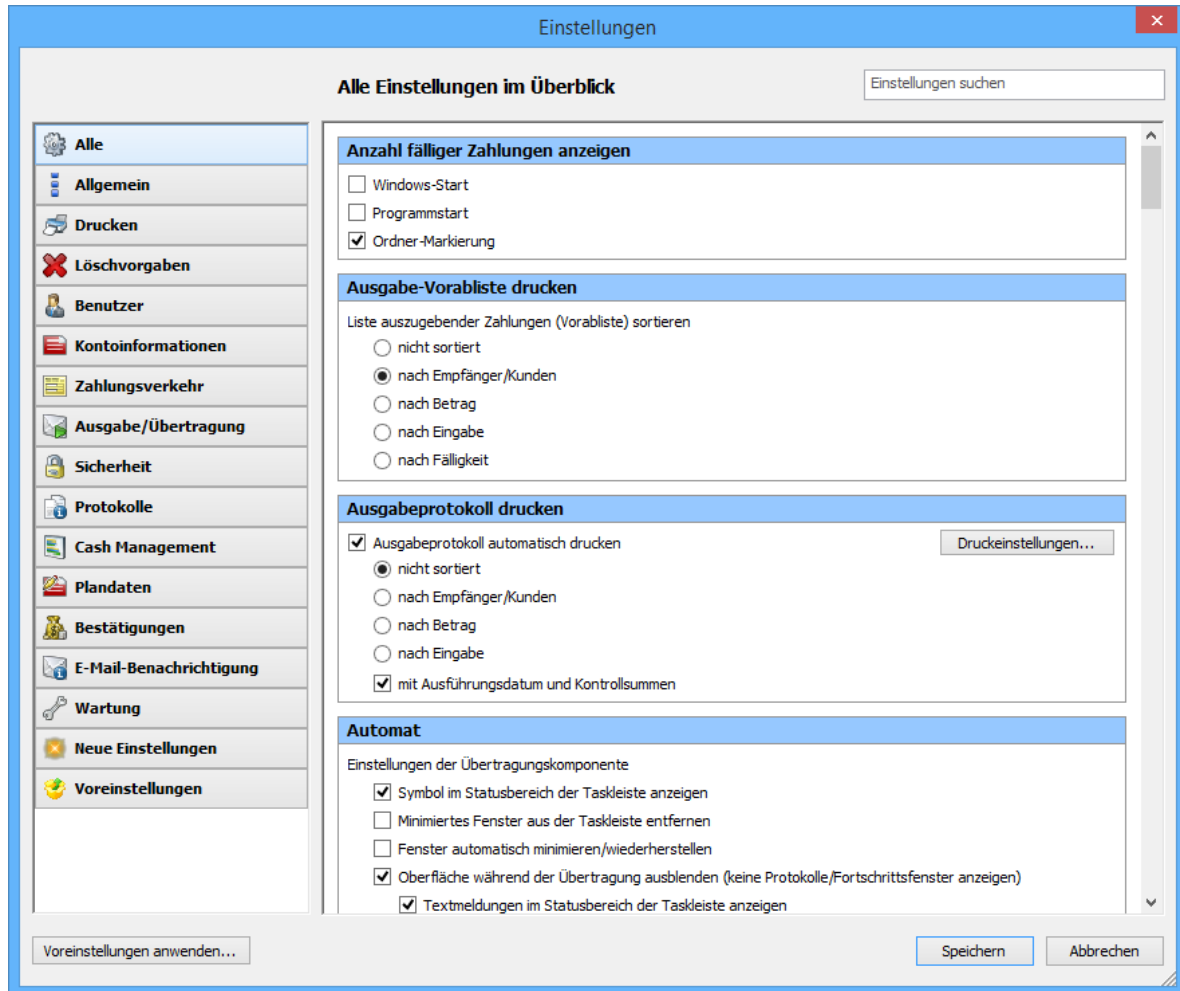 Einstellungen
Alle Einstellungen im Überblick
Einstellungen suchen
Alle
Allgemein
Drucken
Löschvorgaben
Benutzer
Kontoinformationen
Zahlungsverkehr
Ausgabe/Übertragung
Sicherheit
Protokolle
Cash Management
Plandaten
Bestätigungen
E-Mail-Benachrichtigung
Wartung
Neue Einstellungen
Voreinstellungen
Anzahl fälliger Zahlungen anzeigen
Windows-Start
Programmstart
Ordner-Markierung
Ausgabe-Vorabliste drucken
Liste auszugebender Zahlungen (Vorabliste) sortieren
nicht sortiert
nach Empfänger/Kunden
nach Betrag
nach Eingabe
nach Fälligkeit
Ausgabeprotokoll drucken
Ausgabeprotokoll automatisch drucken
Druckeinstellungen...
nicht sortiert
nach Empfänger/Kunden
nach Betrag
nach Eingabe
mit Ausführungsdatum und Kontrollsummen
Automat
Einstellungen der Übertragungskomponente
Symbol im Statusbereich der Taskleiste anzeigen
Minimiertes Fenster aus der Taskleiste entfernen
Fenster automatisch minimieren/wiederherstellen
Oberfläche während der Übertragung ausblenden (keine Protokolle/Fortschrittsfenster anzeigen)
Textmeldungen im Statusbereich der Taskleiste anzeigen
Voreinstellungen anwenden...
Speichern
Abbrechen